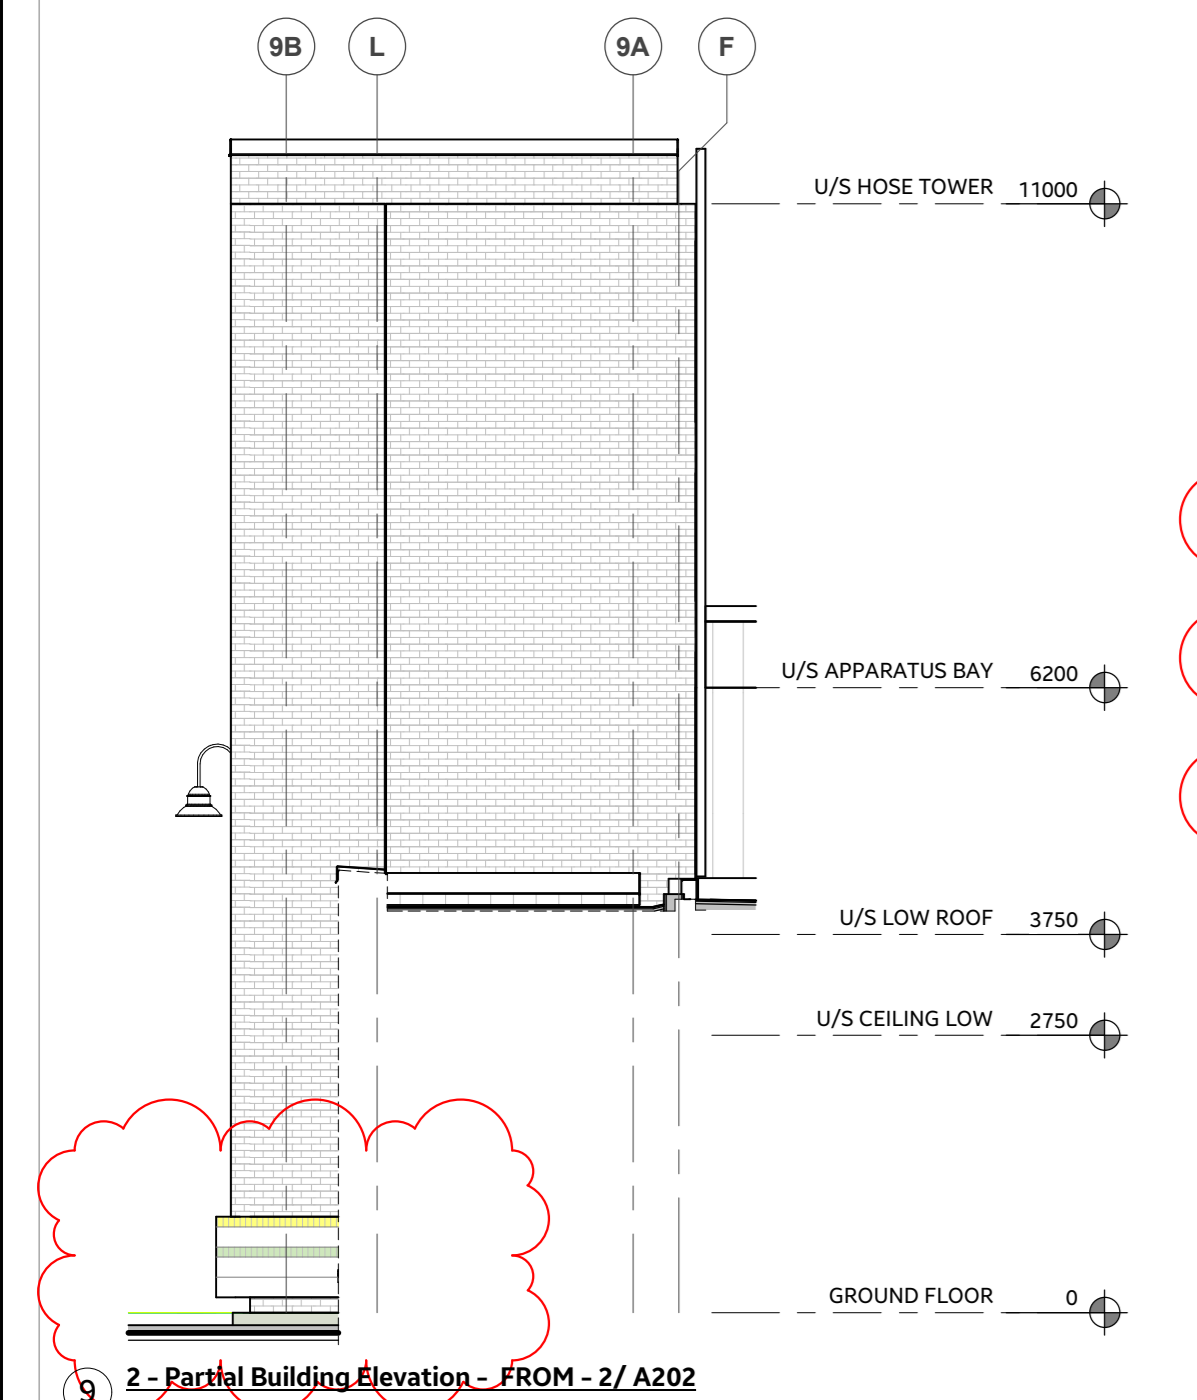 9B L 9A F
U/S HOSE TOWER 11000
U/S APPARATUS BAY 6200
U/S LOW ROOF 3750
U/S CEILING LOW 2750
GROUND FLOOR 0
9 2 - Partial Building Elevation - FROM - 2/ A202